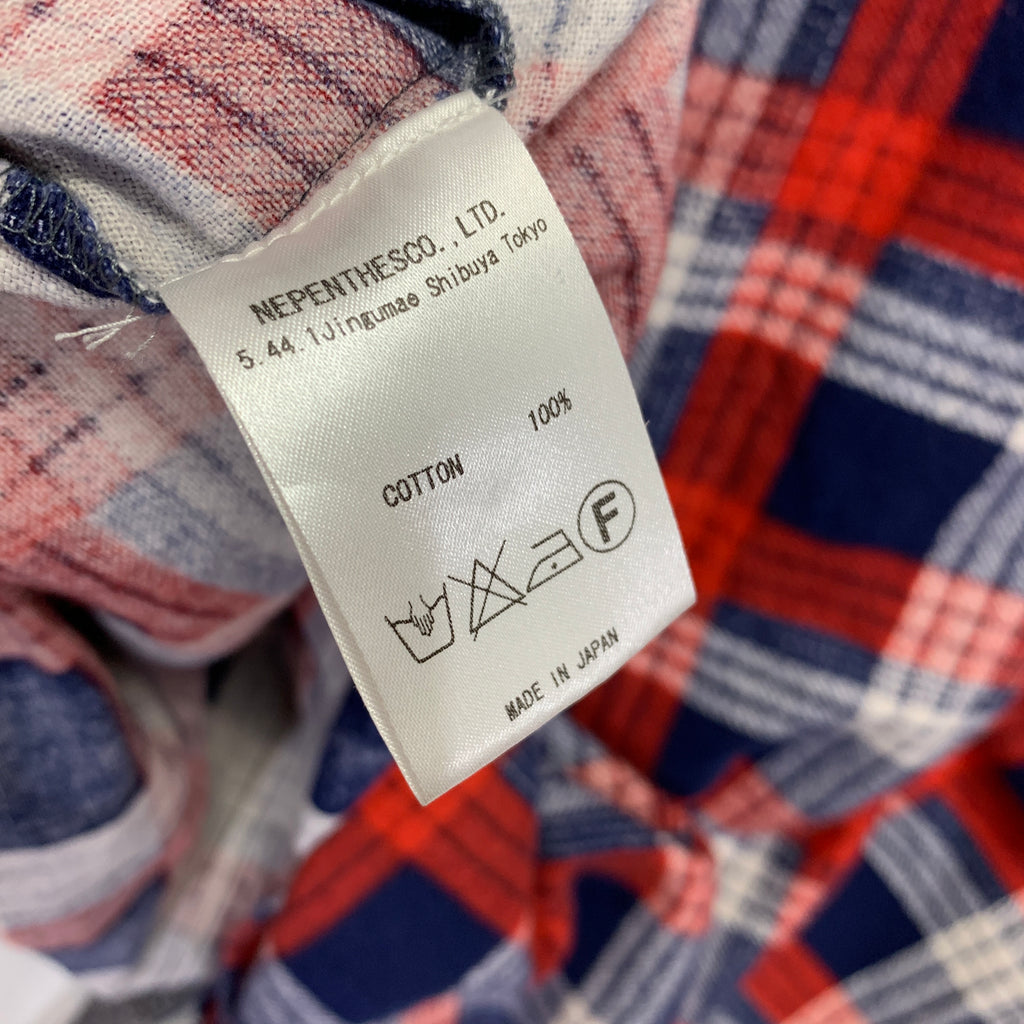 NEPENTHESCO.,LTD.
5.44.1Jingumae Shibuya Tokyo
100%
COTTON
F
MADE IN JAPAN